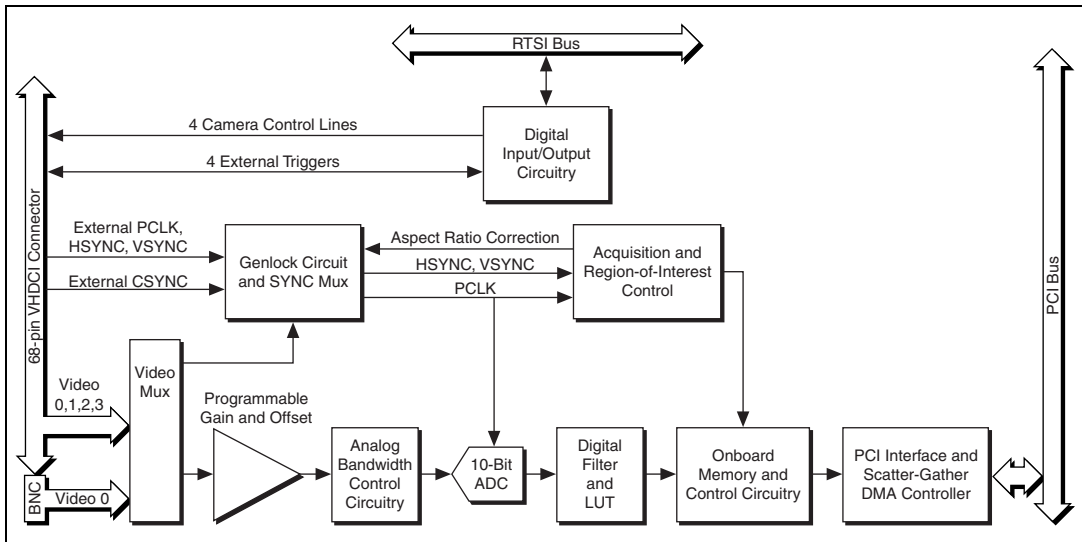 RTSI Bus
4 Camera Control Lines
Digital
Input/Output
Circuitry
4 External Triggers
68-pin VHDCI Connector
PCI Bus
External PCLK,
HSYNC, VSYNC
External CSYNC
Genlock Circuit
and SYNC Mux
Aspect Ratio Correction
HSYNC, VSYNC
PCLK
Acquisition and
Region-of-Interest
Control
Video
0,1,2,3
Video
Mux
Programmable
Gain and Offset
BNC
Video 0
Analog
Bandwidth
Control
Circuitry
10-Bit
ADC
Digital
Filter
and
LUT
Onboard
Memory and
Control Circuitry
PCI Interface and
Scatter-Gather
DMA Controller